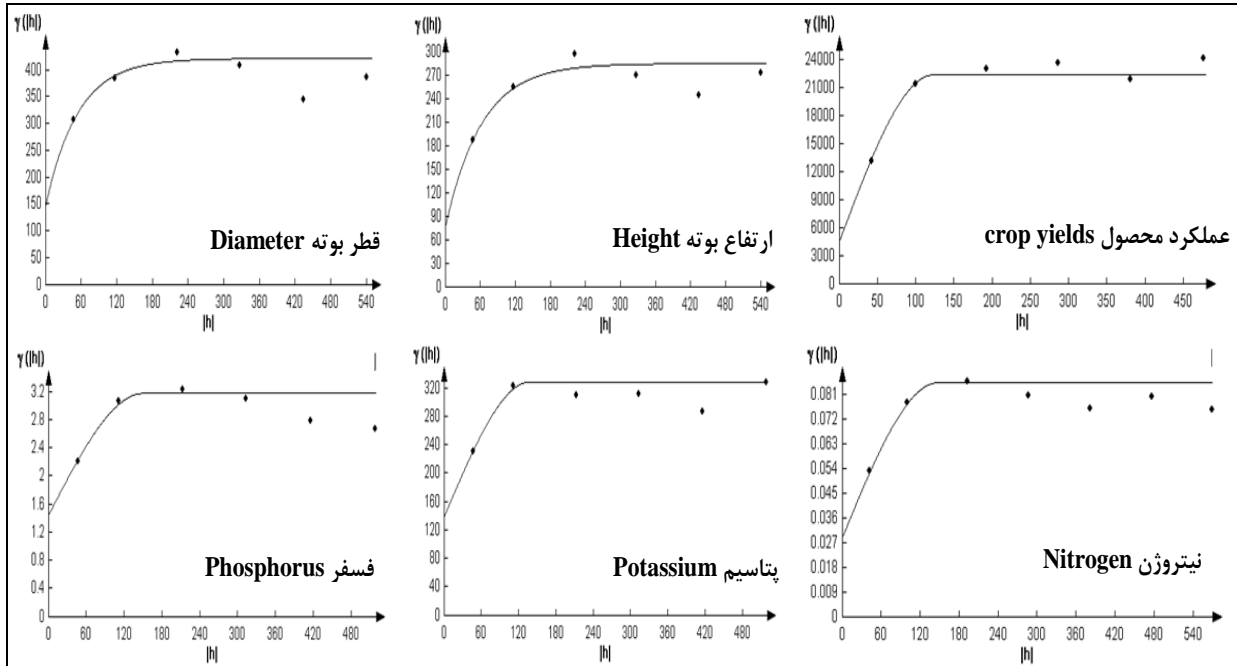 γ (|h|)
400
350
300
250
200
150
100
50
0
0 60 120 180 240 300 360 420 480 540
|h|
قطر بوته Diameter
γ (|h|)
300
270
240
210
180
150
120
90
60
30
0
0 60 120 180 240 300 360 420 480 540
|h|
ارتفاع بوته Height
γ (|h|)
24000
21000
18000
15000
12000
9000
6000
3000
0
0 50 100 150 200 250 300 350 400 450
|h|
عملکرد محصول crop yields
γ (|h|)
3.2
2.8
2.4
2
1.6
1.2
0.8
0.4
0
0 60 120 180 240 300 360 420 480
|h|
فسفر Phosphorus
γ (|h|)
320
280
240
200
160
120
80
40
0
0 60 120 180 240 300 360 420 480
|h|
پتاسیم Potassium
γ (|h|)
0.081
0.072
0.063
0.054
0.045
0.036
0.027
0.018
0.009
0
0 60 120 180 240 300 360 420 480 540
|h|
نیتروژن Nitrogen